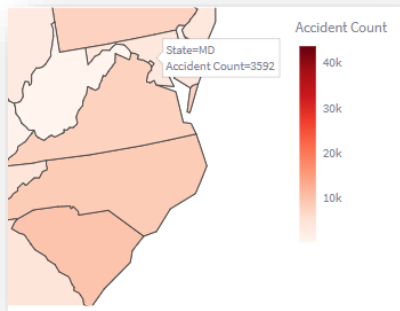 Accident Count
State=MD
Accident Count=3592
40k
30k
20k
10k